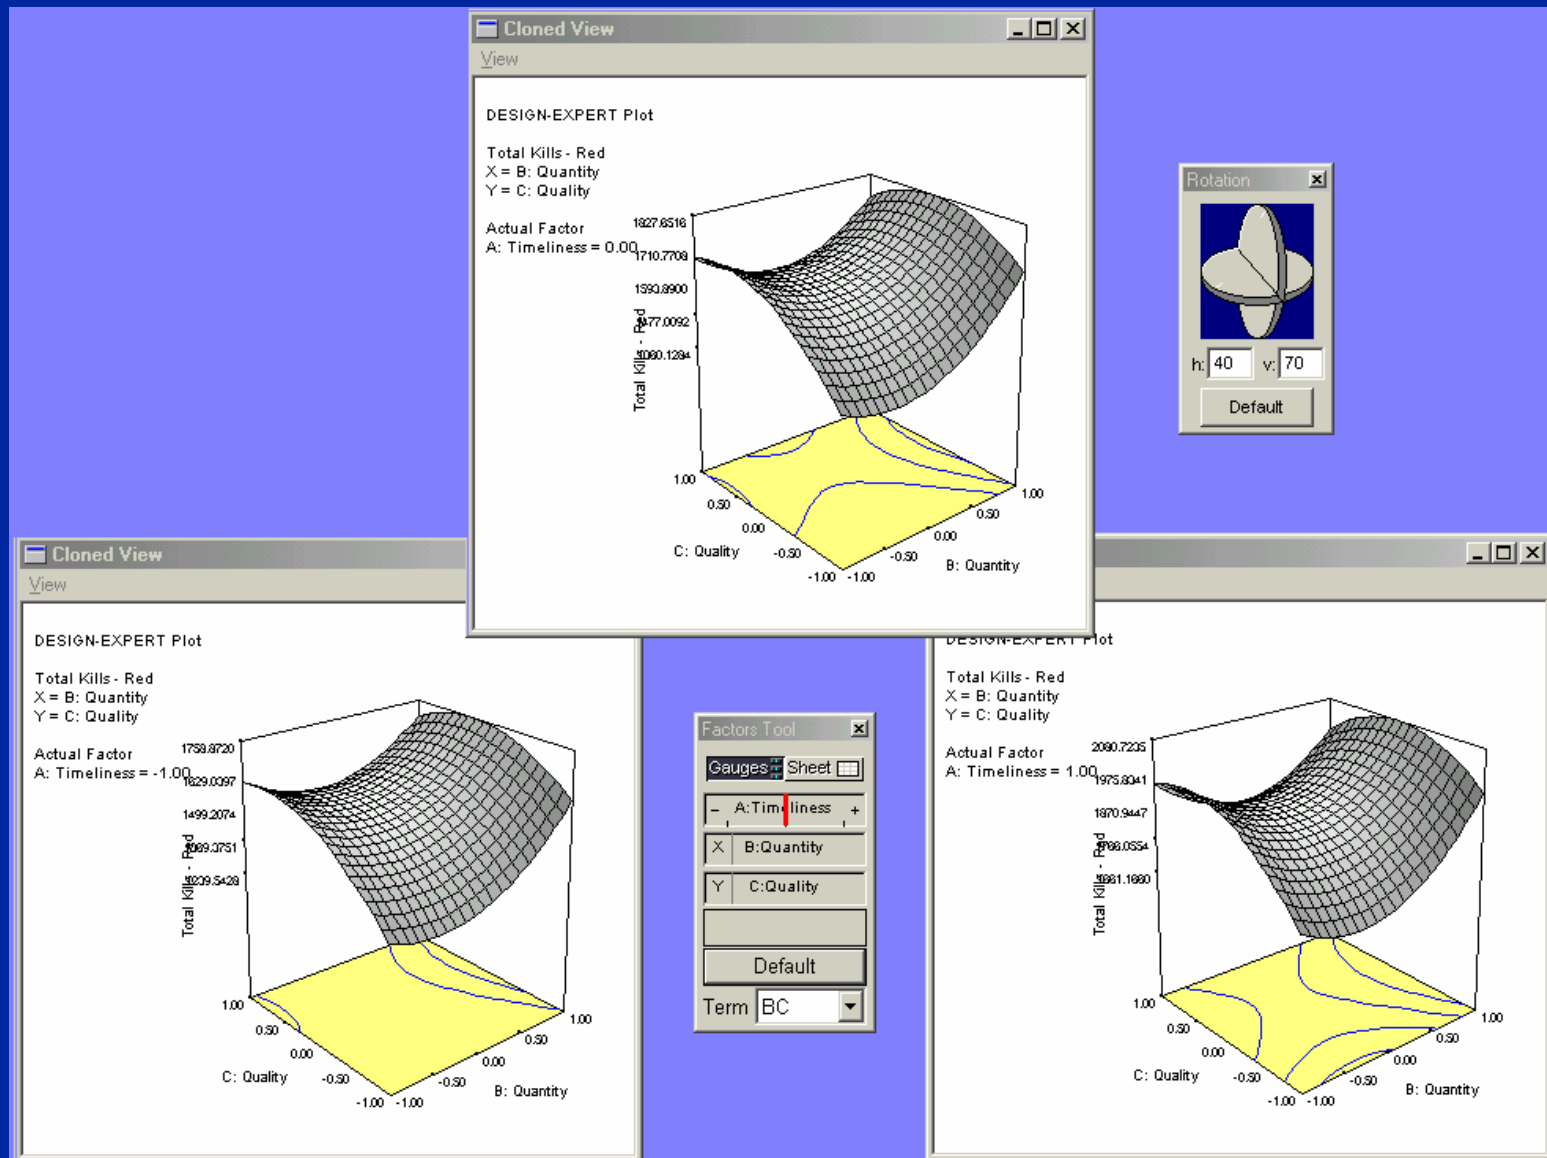 Cloned View
View
DESIGN-EXPERT Plot
Total Kills - Red
X = B: Quantity
Y = C: Quality
Actual Factor
A: Timeliness = 0.00
1827.6516
1710.7708
1593.8900
1477.0092
1360.1284
Total Kills - Red
1.00
0.50
0.00
-0.50
-1.00
C: Quality
-1.00
-0.50
0.00
0.50
1.00
B: Quantity
Rotation
h: 40 v: 70
Default
Cloned View
View
DESIGN-EXPERT Plot
Total Kills - Red
X = B: Quantity
Y = C: Quality
Actual Factor
A: Timeliness = -1.00
1758.8720
1629.0397
1499.2074
1369.3751
1239.5428
Total Kills - Red
1.00
0.50
0.00
-0.50
-1.00
C: Quality
-1.00
-0.50
0.00
0.50
1.00
B: Quantity
Factors Tool
Gauges Sheet
- A:Timeliness +
X B:Quantity
Y C:Quality
Default
Term BC
DESIGN-EXPERT Plot
Total Kills - Red
X = B: Quantity
Y = C: Quality
Actual Factor
A: Timeliness = 1.00
2080.7235
1975.8341
1870.9447
1766.0554
1661.1660
Total Kills - Red
1.00
0.50
0.00
-0.50
-1.00
C: Quality
-1.00
-0.50
0.00
0.50
1.00
B: Quantity